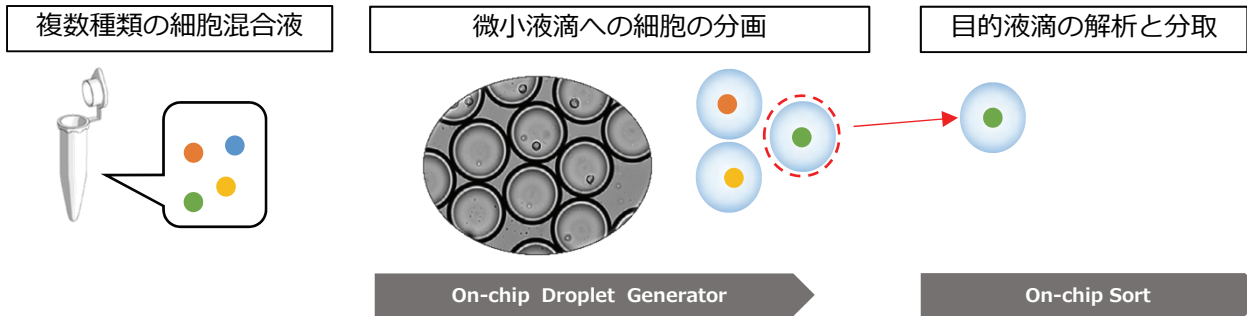 複数種類の細胞混合液
微小液滴への細胞の分画
目的液滴の解析と分取
On-chip Droplet Generator
On-chip Sort